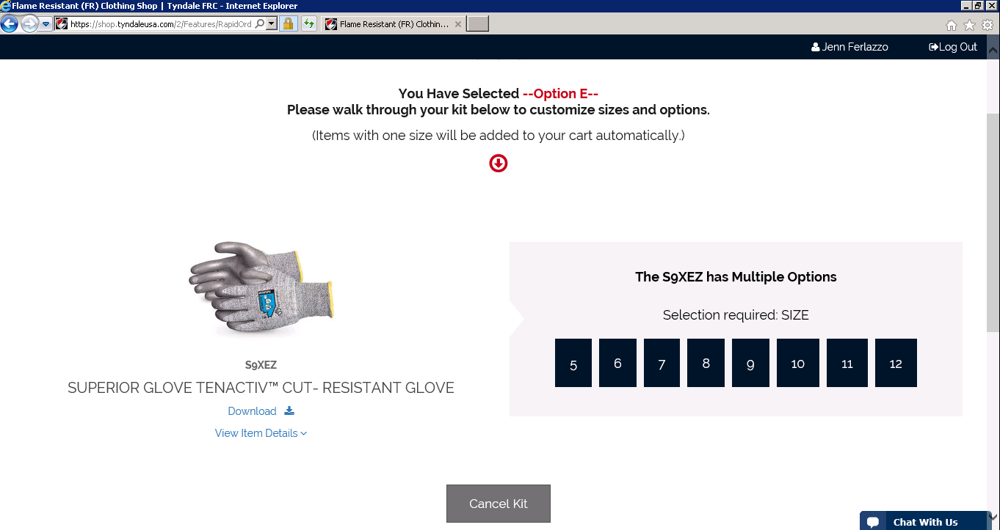 Flame Resistant (FR) Clothing Shop | Tyndale FRC - Internet Explorer
https://shop.tyndaleusa.com/2/Features/RapidOrd
Flame Resistant (FR) Clothin...
Jenn Ferlazzo
Log Out
You Have Selected --Option E--
Please walk through your kit below to customize sizes and options.
(Items with one size will be added to your cart automatically.)
The S9XEZ has Multiple Options
Selection required: SIZE
5 6 7 8 9 10 11 12
S9XEZ
SUPERIOR GLOVE TENACTIV™ CUT- RESISTANT GLOVE
Download
View Item Details
Cancel Kit
Chat With Us